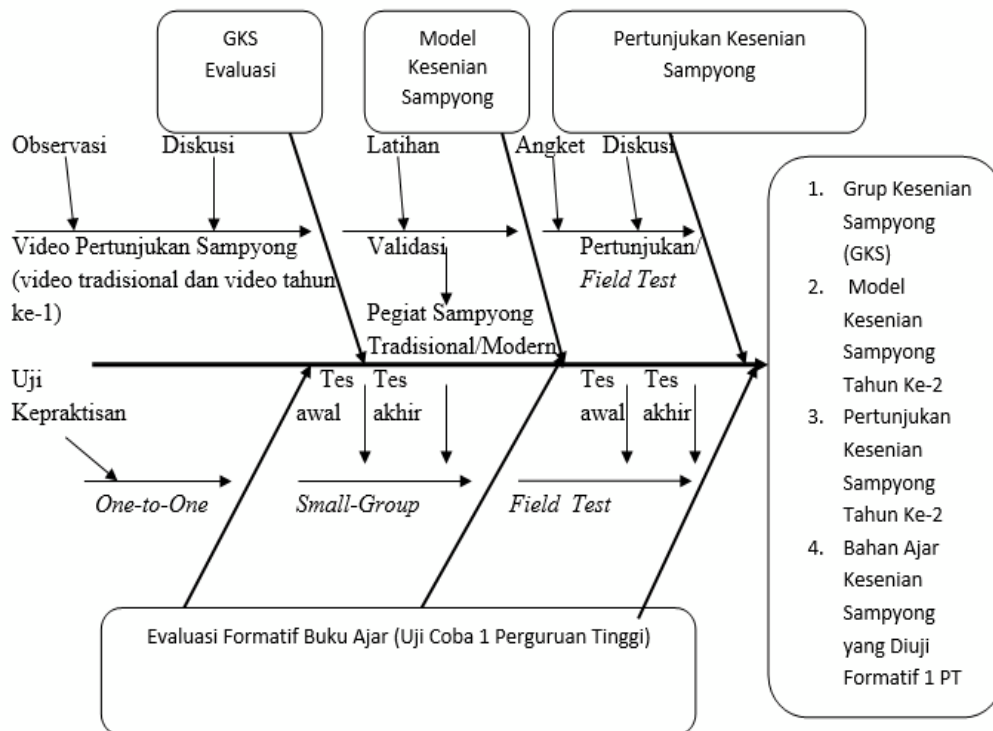 GKS
Evaluasi
Model
Kesenian
Sampyong
Pertunjukan Kesenian
Sampyong
Observasi
Diskusi
Latihan
Angket
Diskusi
Video Pertunjukan Sampyong
(video tradisional dan video tahun
ke-1)
Validasi
Pegiat Sampyong
Tradisional/Modern
Pertunjukan/
Field Test
Uji
Kepraktisan
Tes
awal
Tes
akhir
Tes
awal
Tes
akhir
One-to-One
Small-Group
Field Test
Evaluasi Formatif Buku Ajar (Uji Coba 1 Perguruan Tinggi)
1. Grup Kesenian
Sampyong
(GKS)
2. Model
Kesenian
Sampyong
Tahun Ke-2
3. Pertunjukan
Kesenian
Sampyong
Tahun Ke-2
4. Bahan Ajar
Kesenian
Sampyong
yang Diuji
Formatif 1 PT